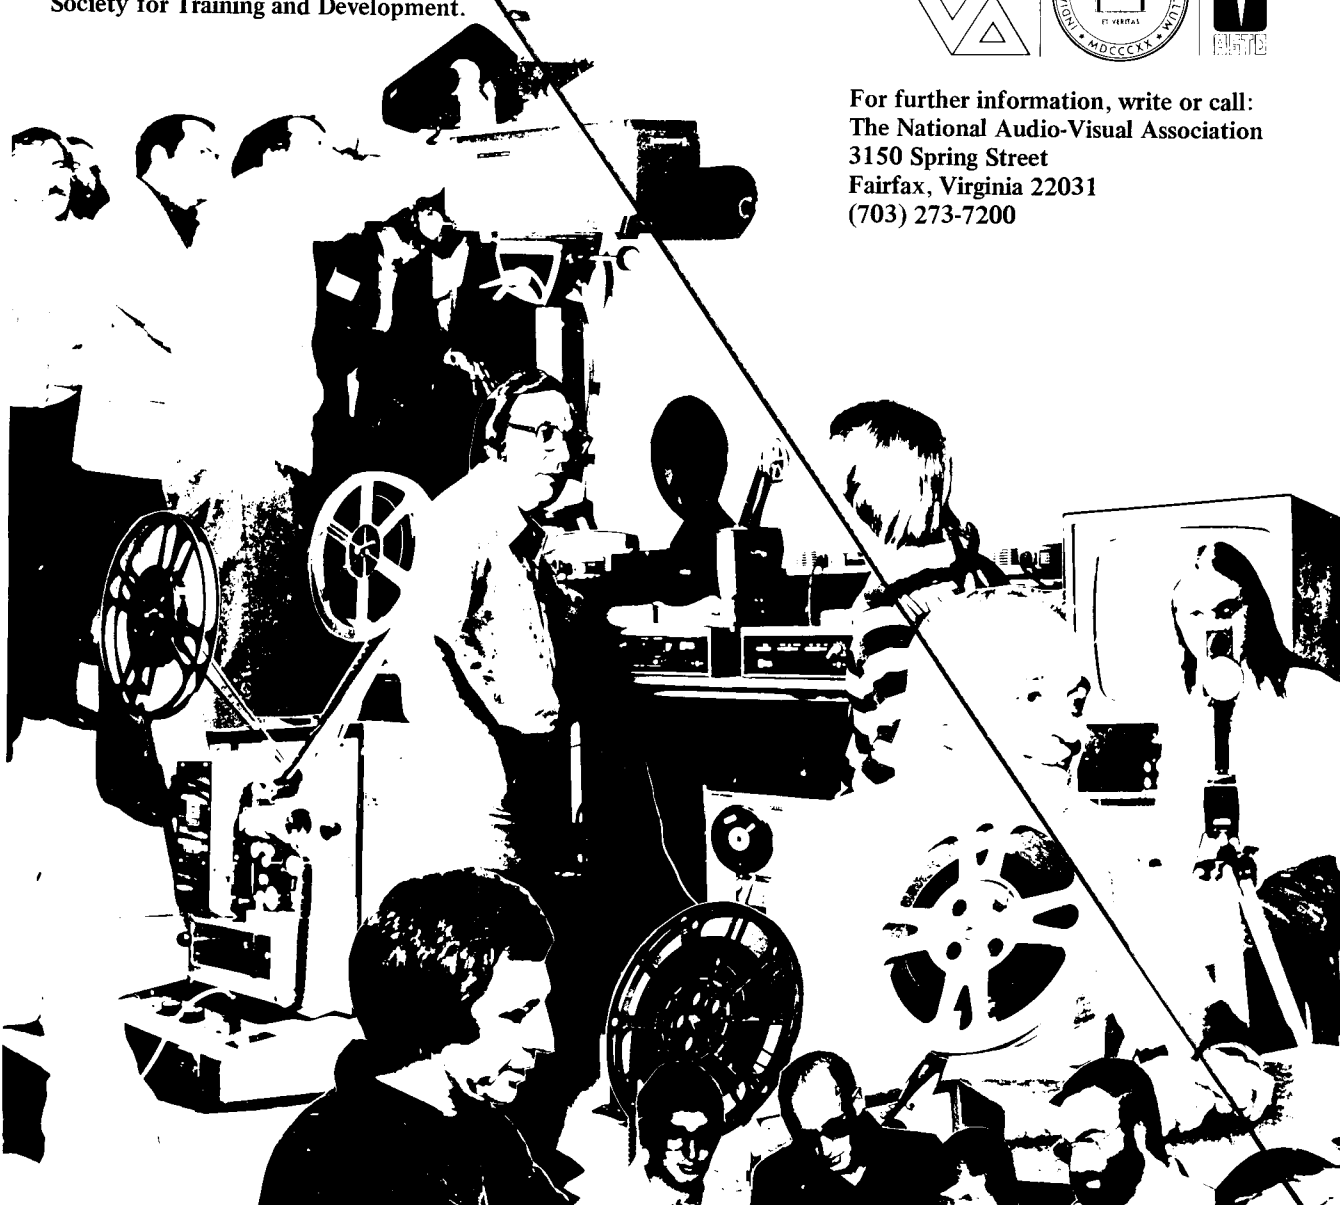 Society for Training and Development.
ET VERITAS
MDCCCXX
ASTD
For further information, write or call:
The National Audio-Visual Association
3150 Spring Street
Fairfax, Virginia 22031
(703) 273-7200